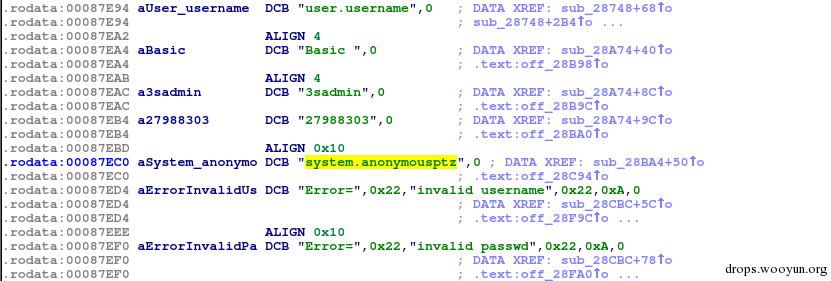 .rodata:00087E94 aUser_username DCB "user.username",0 ; DATA XREF: sub_28748+68↑o
.rodata:00087E94 ; sub_28748+2B4↑o ...
.rodata:00087EA2 ALIGN 4
.rodata:00087EA4 aBasic DCB "Basic ",0 ; DATA XREF: sub_28A74+40↑o
.rodata:00087EA4 ; .text:off_28B98↑o
.rodata:00087EAB ALIGN 4
.rodata:00087EAC a3sadmin DCB "3sadmin",0 ; DATA XREF: sub_28A74+8C↑o
.rodata:00087EAC ; .text:off_28B9C↑o
.rodata:00087EB4 a27988303 DCB "27988303",0 ; DATA XREF: sub_28A74+9C↑o
.rodata:00087EB4 ; .text:off_28BA0↑o
.rodata:00087EBD ALIGN 0x10
.rodata:00087EC0 aSystem_anonymo DCB "system.anonymousptz",0 ; DATA XREF: sub_28BA4+50↑o
.rodata:00087EC0 ; .text:off_28C94↑o
.rodata:00087ED4 aErrorInvalidUs DCB "Error=",0x22,"invalid username",0x22,0xA,0
.rodata:00087ED4 ; DATA XREF: sub_28CBC+5C↑o
.rodata:00087ED4 ; .text:off_28F9C↑o ...
.rodata:00087EEE ALIGN 0x10
.rodata:00087EF0 aErrorInvalidPa DCB "Error=",0x22,"invalid passwd",0x22,0xA,0
.rodata:00087EF0 ; DATA XREF: sub_28CBC+78↑o
.rodata:00087EF0 ; .text:off_28FA0↑o ...
drops.wooyun.org